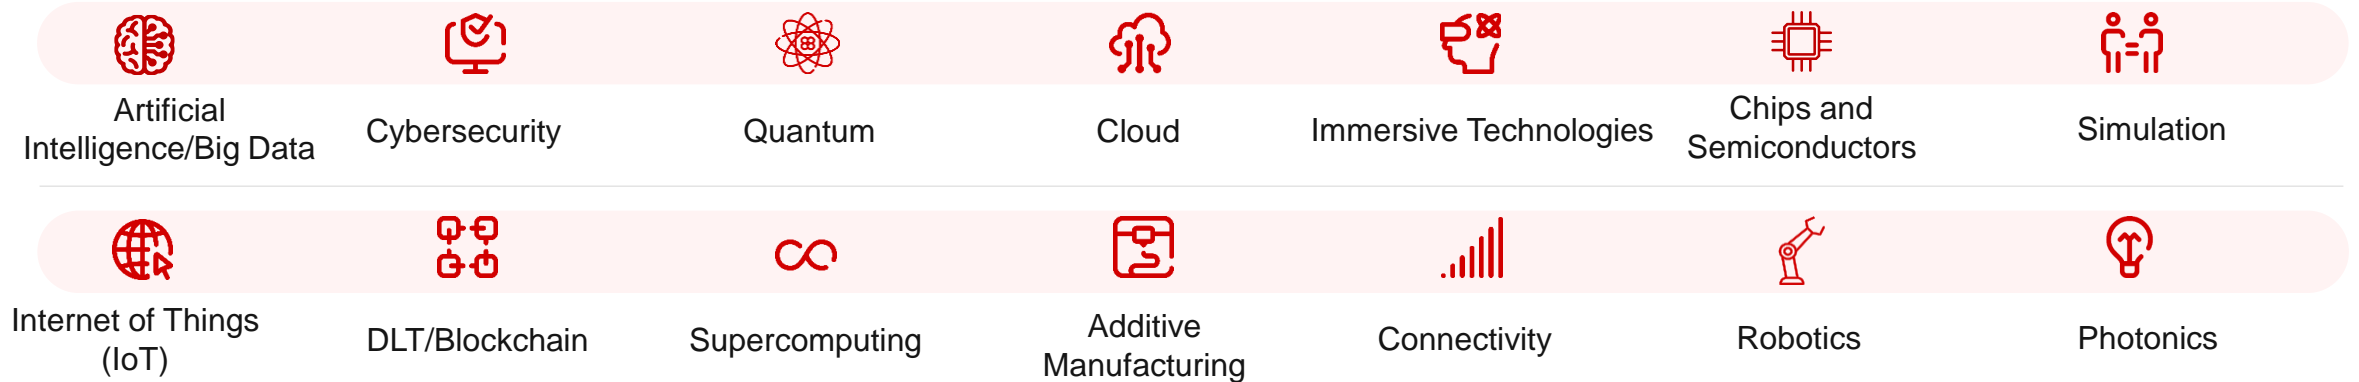 Artificial
Intelligence/Big Data
Cybersecurity
Quantum
Cloud
Immersive Technologies
Chips and
Semiconductors
Simulation
Internet of Things
(IoT)
DLT/Blockchain
Supercomputing
Additive
Manufacturing
Connectivity
Robotics
Photonics